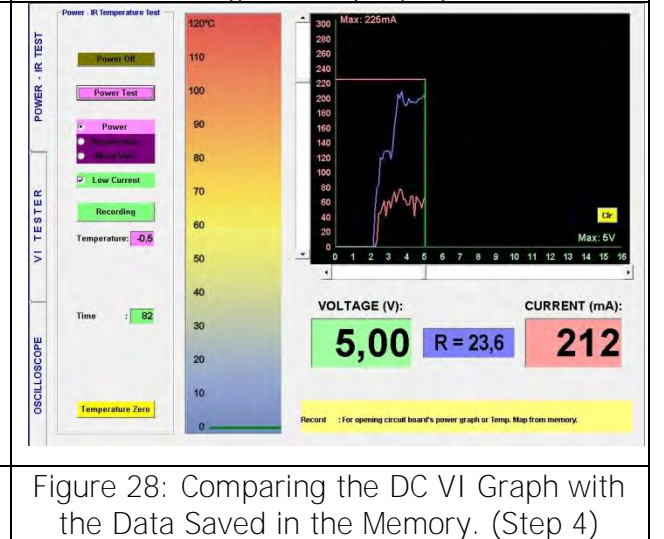 Power - IR Temperature Test
POWER - IR TEST
VI TESTER
OSCILLOSCOPE
Power Off
Power Test
Power
Low Current
Recording
Temperature: -0,5
Time : 82
Temperature Zero
120°C
110
100
90
80
70
60
50
40
30
20
10
0
Max: 225mA
300
280
260
240
220
200
180
160
140
120
100
80
60
40
20
0
0 1 2 3 4 5 6 7 8 9 10 11 12 13 14 15 16
Clr
Max: 5V
VOLTAGE (V):
CURRENT (mA):
5,00
R = 23,6
212
Record : For opening circuit board's power graph or Temp. Map from memory.
Figure 28: Comparing the DC VI Graph with
the Data Saved in the Memory. (Step 4)